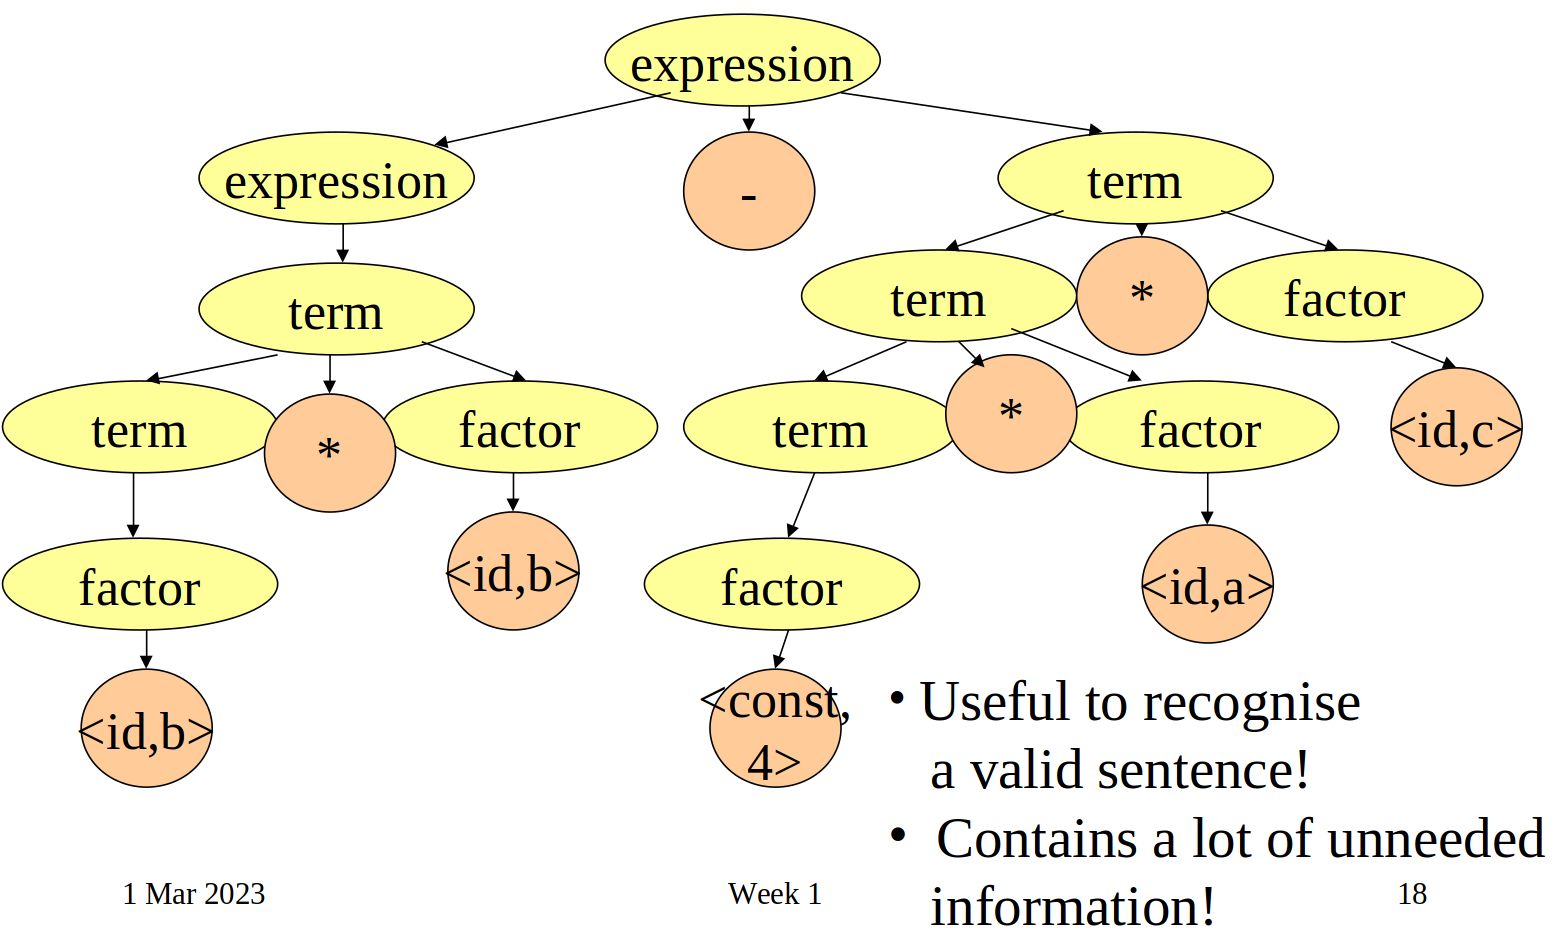 expression
expression
-
term
term
term
*
factor
term
*
factor
term
*
factor
<id,c>
factor
<id,b>
factor
<id,a>
<id,b>
<const,
4>
• Useful to recognise
a valid sentence!
• Contains a lot of unneeded
information!
1 Mar 2023
Week 1
18